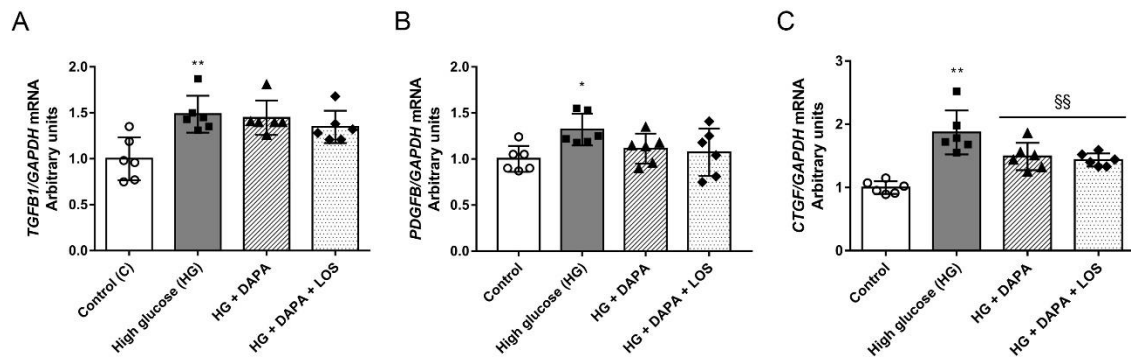 A
TGFB1/GAPDH mRNA
Arbitrary units
2.0
1.5
1.0
0.5
0.0
**
Control (C)
High glucose (HG)
HG + DAPA
HG + DAPA + LOS
B
PDGFB/GAPDH mRNA
Arbitrary units
2.0
1.5
1.0
0.5
0.0
*
Control
High glucose (HG)
HG + DAPA
HG + DAPA + LOS
C
CTGF/GAPDH mRNA
Arbitrary units
3
2
1
0
**
§§
Control
High glucose (HG)
HG + DAPA
HG + DAPA + LOS